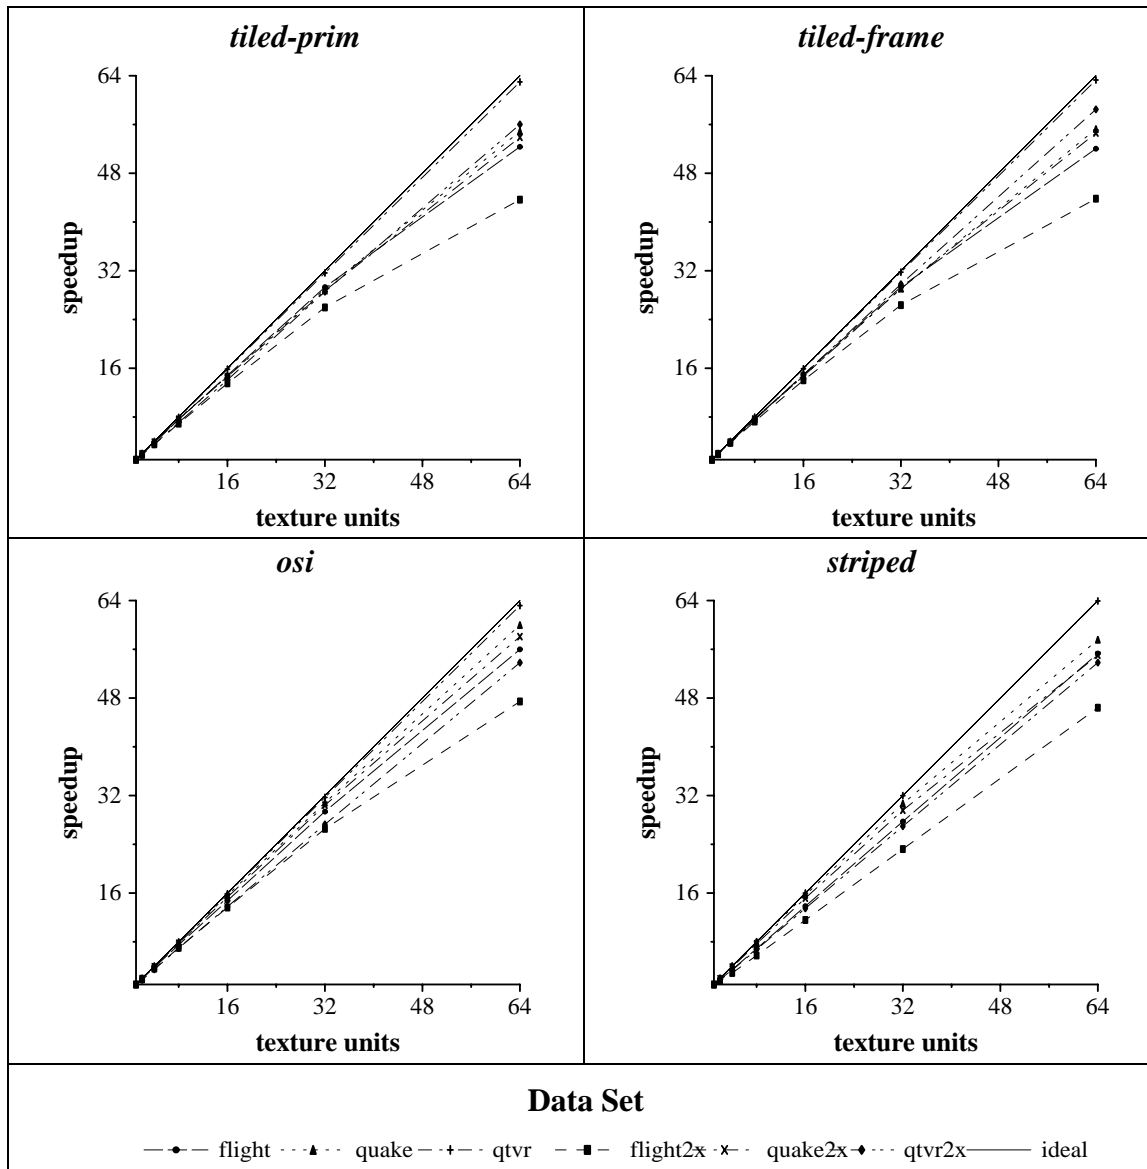 tiled-prim
64
48
32
16
speedup
16 32 48 64
texture units
tiled-frame
64
48
32
16
speedup
16 32 48 64
texture units
osi
64
48
32
16
speedup
16 32 48 64
texture units
striped
64
48
32
16
speedup
16 32 48 64
texture units
Data Set
flight quake qtvr flight2x quake2x qtvr2x ideal